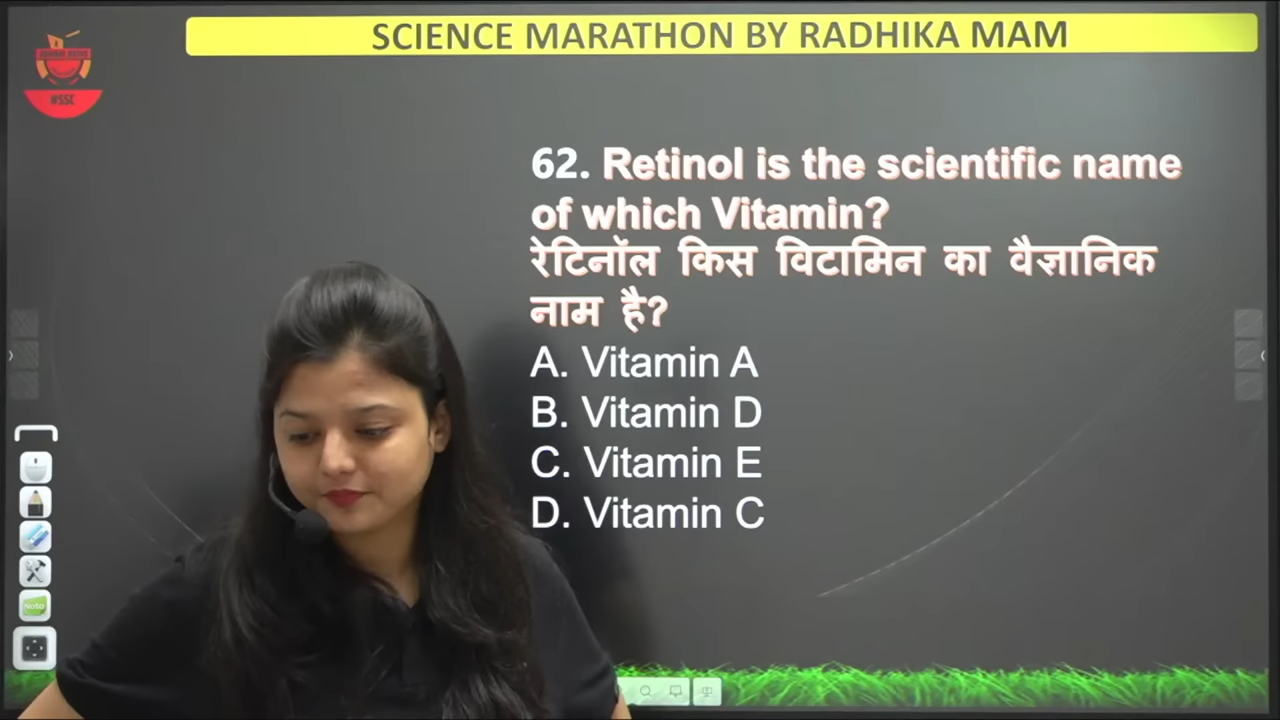 SCIENCE MARATHON BY RADHIKA MAM
#SSC
62. Retinol is the scientific name
of which Vitamin?
रेटिनॉल किस विटामिन का वैज्ञानिक
नाम है?
A. Vitamin A
B. Vitamin D
C. Vitamin E
D. Vitamin C
Noto